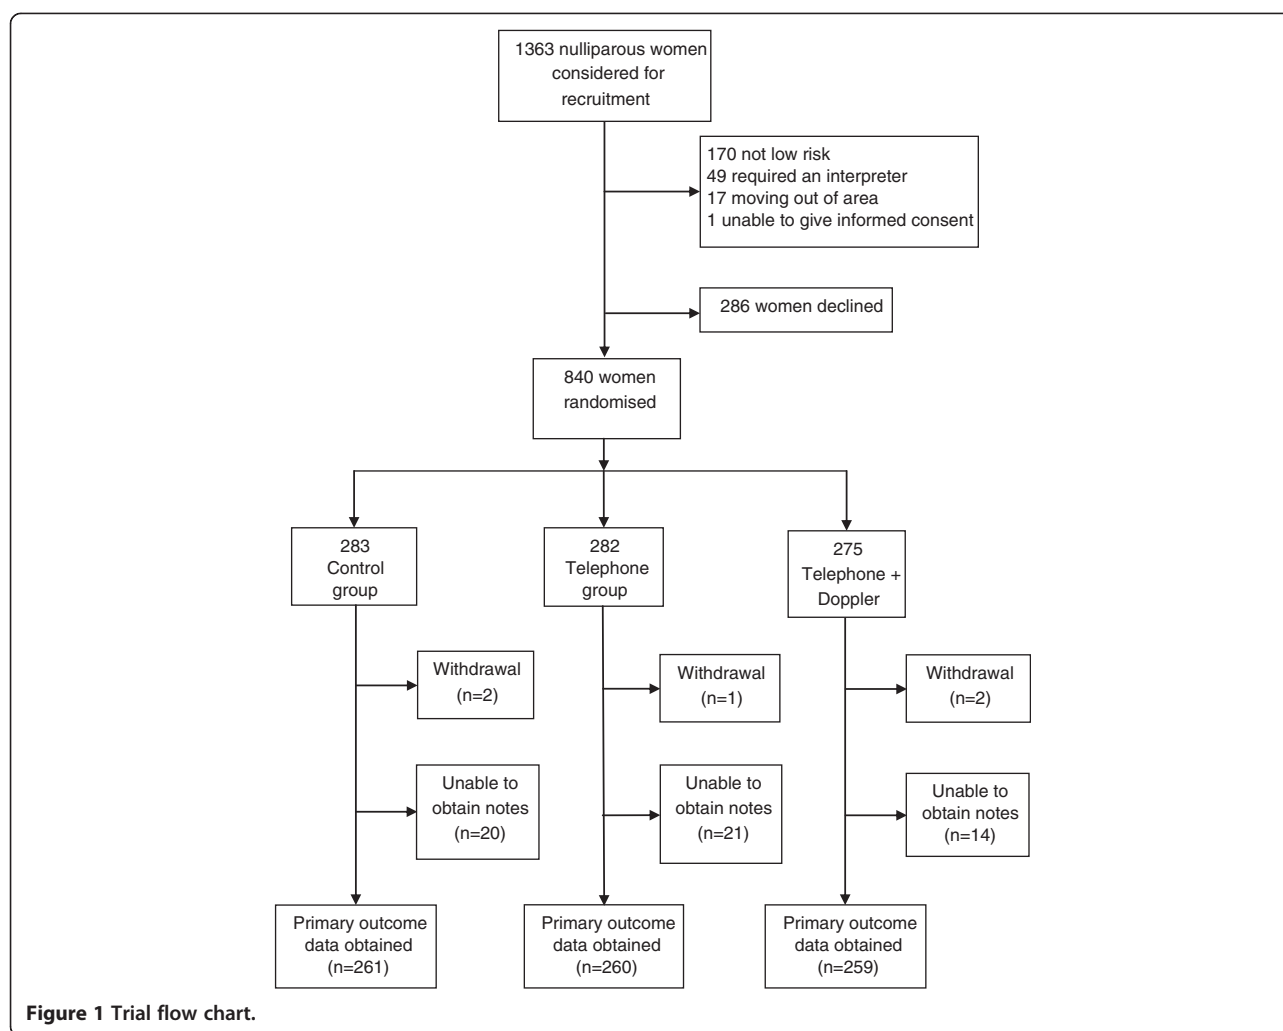 1363 nulliparous women
considered for
recruitment
170 not low risk
49 required an interpreter
17 moving out of area
1 unable to give informed consent
286 women declined
840 women
randomised
283
Control
group
282
Telephone
group
275
Telephone +
Doppler
Withdrawal
(n=2)
Withdrawal
(n=1)
Withdrawal
(n=2)
Unable to
obtain notes
(n=20)
Unable to
obtain notes
(n=21)
Unable to
obtain notes
(n=14)
Primary outcome
data obtained
(n=261)
Primary outcome
data obtained
(n=260)
Primary outcome
data obtained
(n=259)
Figure 1 Trial flow chart.